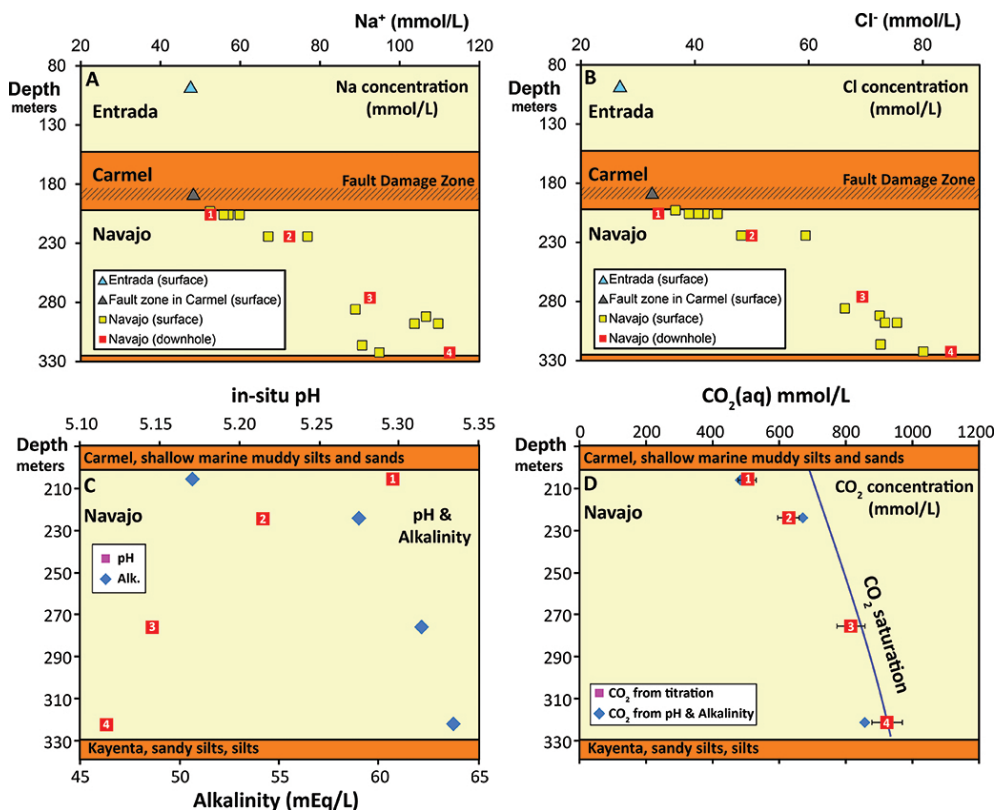 Na⁺ (mmol/L)
20 40 60 80 100 120
80
Depth
meters
130
180
230
280
330
A
Na concentration
(mmol/L)
Entrada
Carmel
Fault Damage Zone
Navajo
1
2
3
4
Entrada (surface)
Fault zone in Carmel (surface)
Navajo (surface)
Navajo (downhole)
Cl⁻ (mmol/L)
20 40 60 80
80
Depth
meters
130
180
230
280
330
B
Cl concentration
(mmol/L)
Entrada
Carmel
Fault Damage Zone
Navajo
1
2
3
4
Entrada (surface)
Fault zone in Carmel (surface)
Navajo (surface)
Navajo (downhole)
in-situ pH
5.10 5.15 5.20 5.25 5.30 5.35
Depth
meters
210
230
250
270
290
310
330
Carmel, shallow marine muddy silts and sands
C
Navajo
pH &
Alkalinity
1
2
3
4
pH
Alk.
Kayenta, sandy silts, silts
45 50 55 60 65
Alkalinity (mEq/L)
CO₂(aq) mmol/L
0 200 400 600 800 1000 1200
Depth
meters
210
230
250
270
290
310
330
Carmel, shallow marine muddy silts and sands
D
Navajo
CO₂ concentration
(mmol/L)
1
2
3
4
CO₂ saturation
CO₂ from titration
CO₂ from pH & Alkalinity
Kayenta, sandy silts, silts